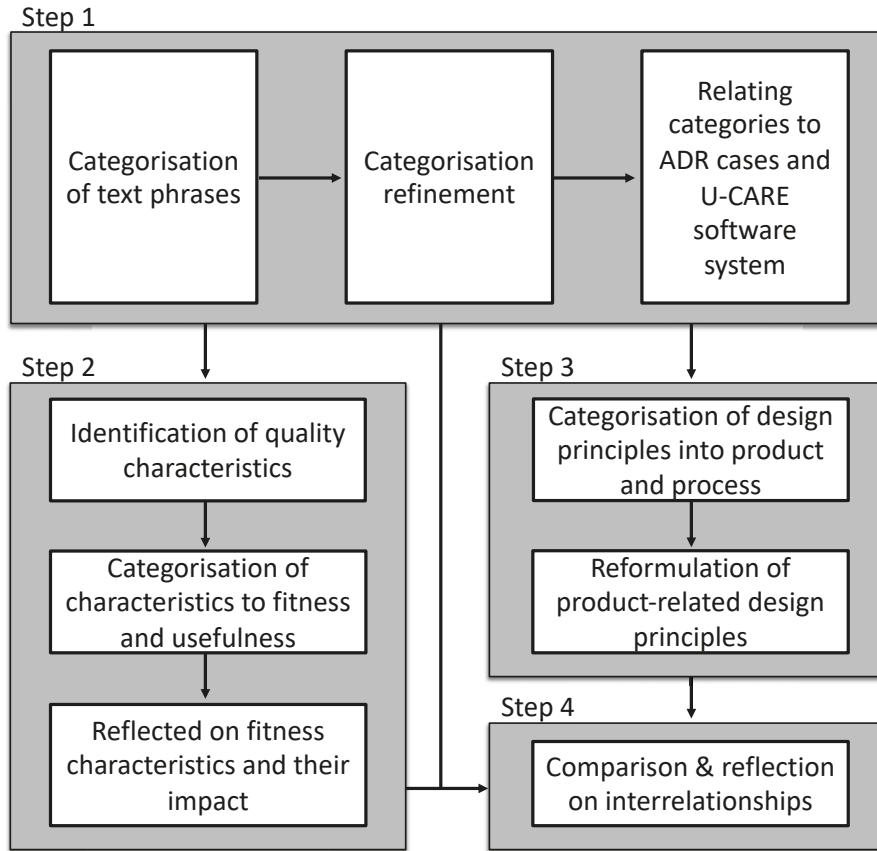 Step 1
Categorisation
of text phrases
Categorisation
refinement
Relating
categories to
ADR cases and
U-CARE
software
system
Step 2
Identification of quality
characteristics
Categorisation of
characteristics to fitness
and usefulness
Reflected on fitness
characteristics and their
impact
Step 3
Categorisation of design
principles into product
and process
Reformulation of
product-related design
principles
Step 4
Comparison & reflection
on interrelationships